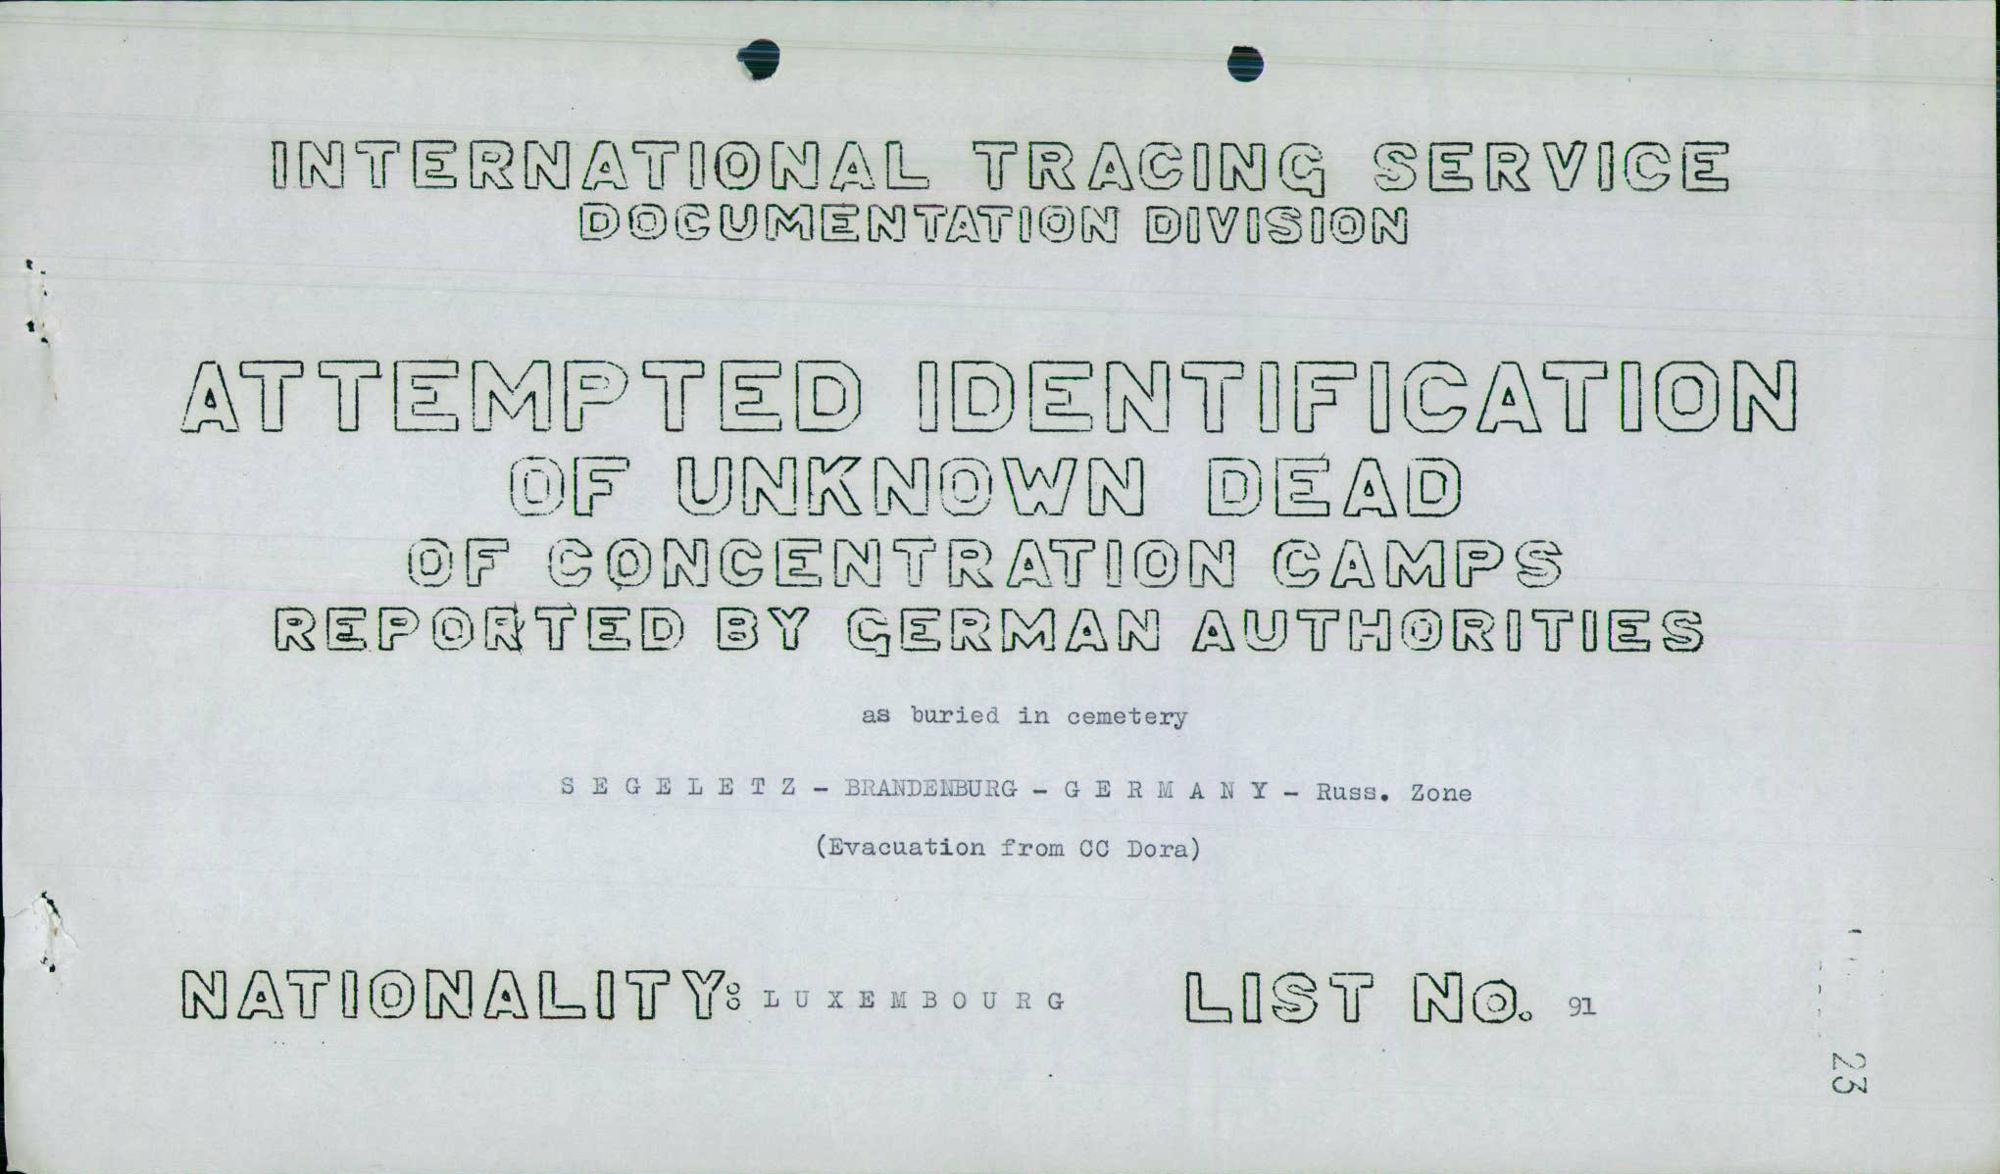 INTERNATIONAL TRACING SERVICE
DOCUMENTATION DIVISION
ATTEMPTED IDENTIFICATION
OF UNKNOWN DEAD
OF CONCENTRATION CAMPS
REPORTED BY GERMAN AUTHORITIES
as buried in cemetery
S E G E L E T Z - BRANDENBURG - G E R M A N Y - Russ. Zone
(Evacuation from CC Dora)
NATIONALITY: L U X E M B O U R G LIST No. 91
23